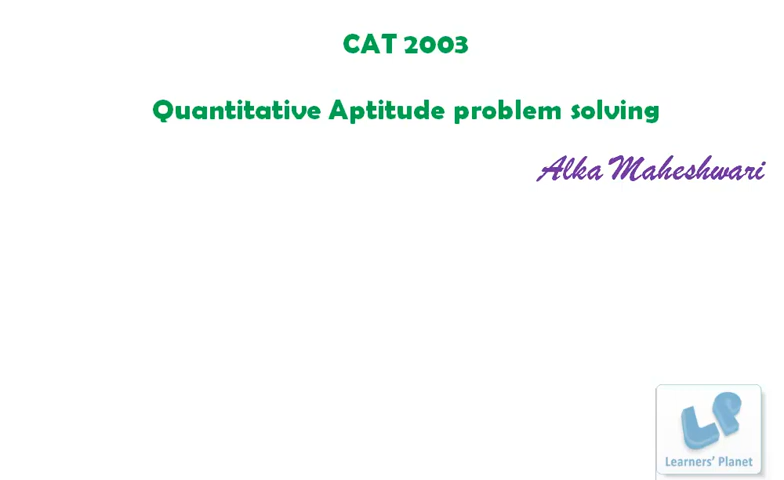 CAT 2003
Quantitative Aptitude problem solving
Alka Maheshwari
LP
Learners' Planet